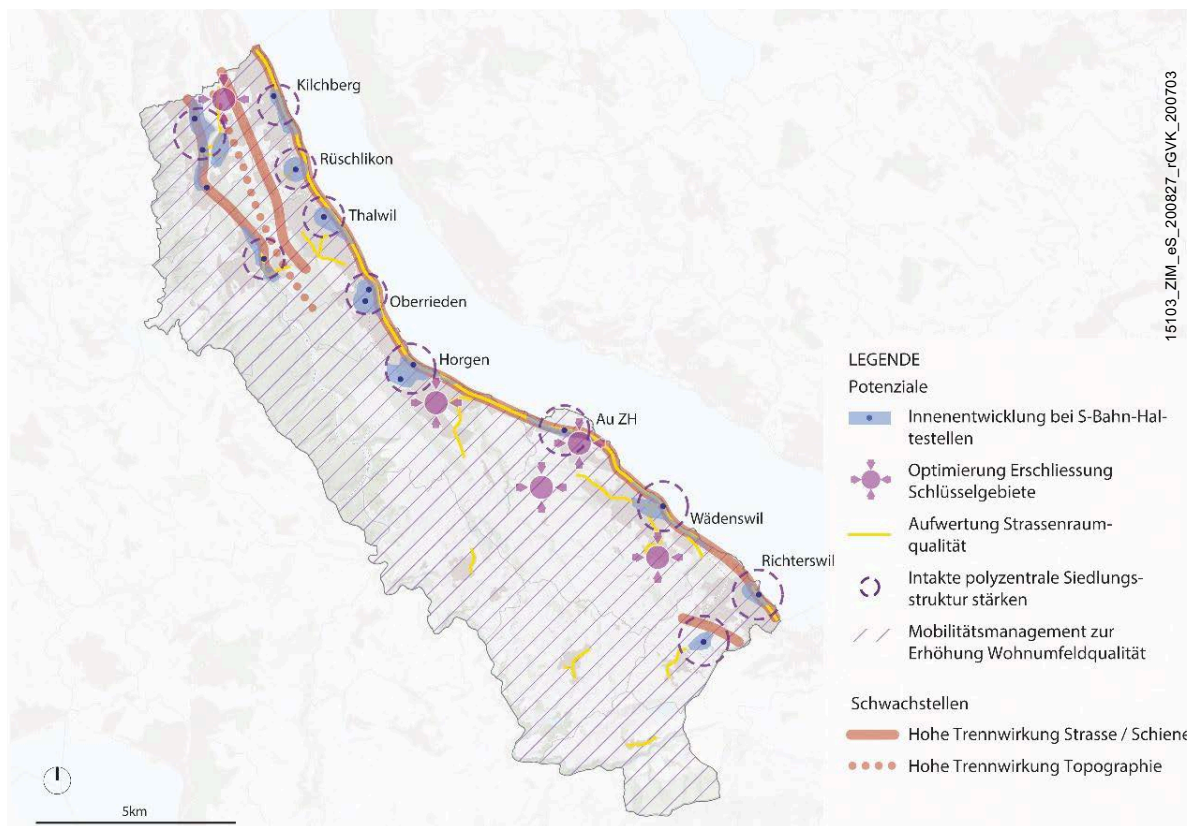 Kilchberg
Rüschlikon
Thalwil
Oberrieden
Horgen
Au ZH
Wädenswil
Richterswil
5km
15103_ZIM_eS_200827_rGVK_200703
LEGENDE
Potenziale
Innenentwicklung bei S-Bahn-Hal-
testellen
Optimierung Erschliessung
Schlüsselgebiete
Aufwertung Strassenraum-
qualität
Intakte polyzentrale Siedlungs-
struktur stärken
Mobilitätsmanagement zur
Erhöhung Wohnumfeldqualität
Schwachstellen
Hohe Trennwirkung Strasse / Schiene
Hohe Trennwirkung Topographie